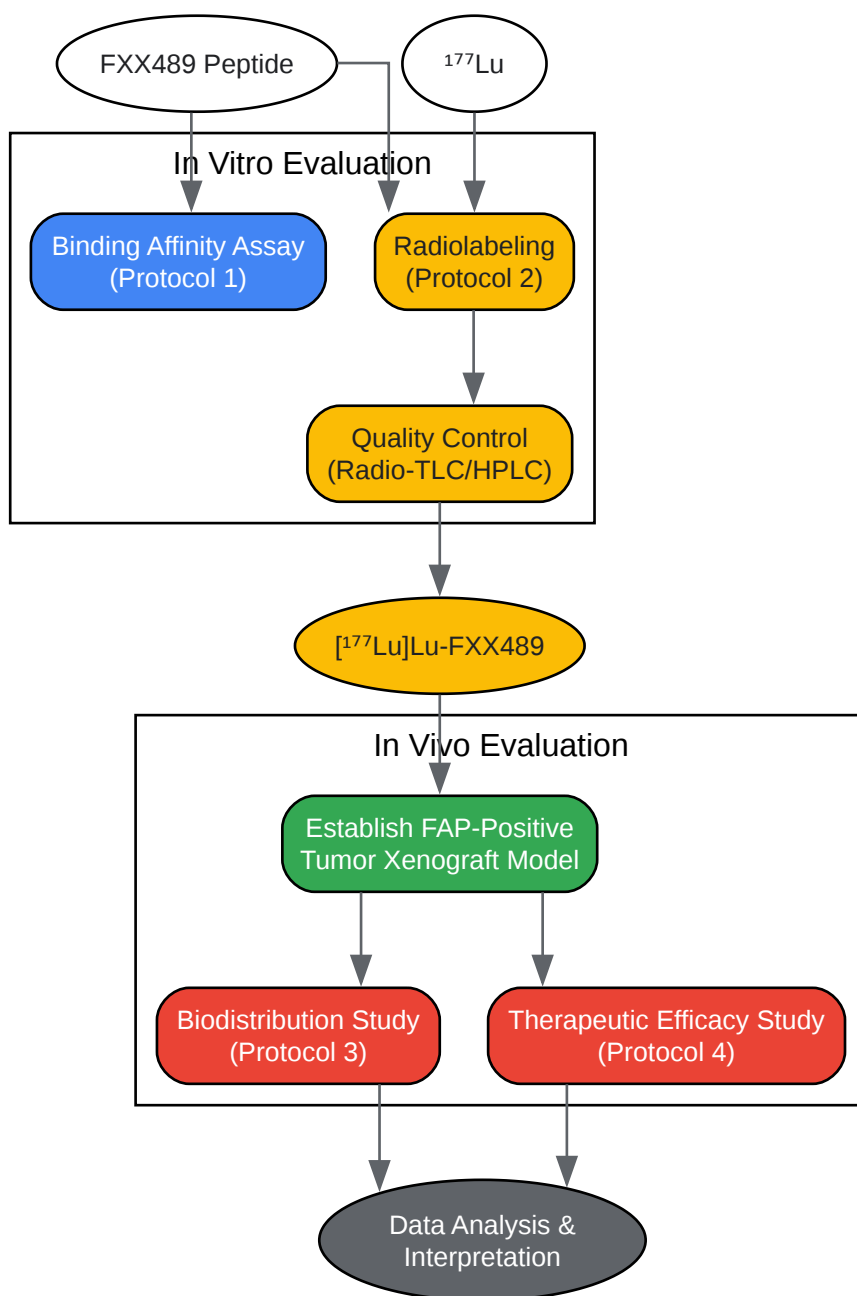 FXX489 Peptide
¹⁷⁷Lu
In Vitro Evaluation
Binding Affinity Assay
(Protocol 1)
Radiolabeling
(Protocol 2)
Quality Control
(Radio-TLC/HPLC)
[¹⁷⁷Lu]Lu-FXX489
In Vivo Evaluation
Establish FAP-Positive
Tumor Xenograft Model
Biodistribution Study
(Protocol 3)
Therapeutic Efficacy Study
(Protocol 4)
Data Analysis &
Interpretation